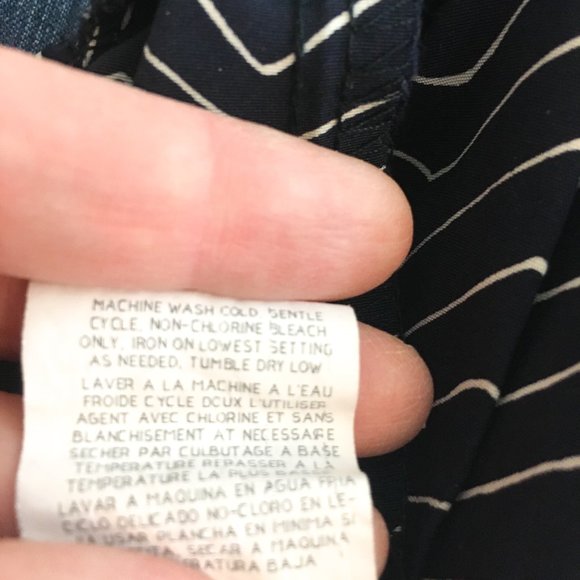 MACHINE WASH COLD GENTLE
CYCLE, NON-CHLORINE BLEACH
ONLY, IRON ON LOWEST SETTING
AS NEEDED, TUMBLE DRY LOW
LAVER A LA MACHINE A L'EAU
FROIDE CYCLE DOUX L'UTILISER
AGENT AVEC CHLORINE ET SANS
BLANCHISEMENT AT NECESSAFE
SECHER PAR CULBUTAGE A BASE
TEMPERATURE REPASSER A LA
TEMPERATURE LA PLUS BASSE
LAVAR A MAQUINA EN AGUA FRIA
CICLO DELICADO NO-CLORO EN LE-
USAR PLANCHA EN MINIMA SI
SECAR A MAQUINA
BAJA